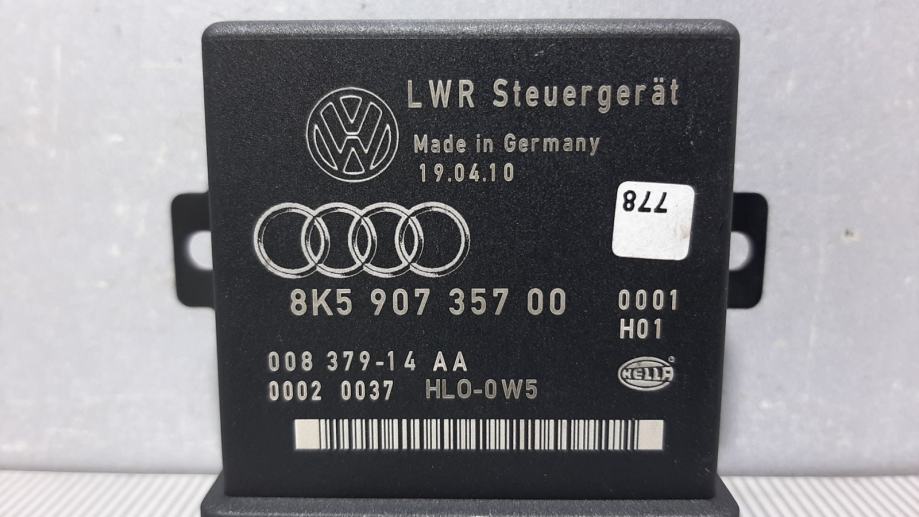 LWR Steuergerät
Made in Germany
19.04.10
778
8K5 907 357 00
0001
H01
008 379-14 AA
0002 0037 HLO-0W5
HELLA